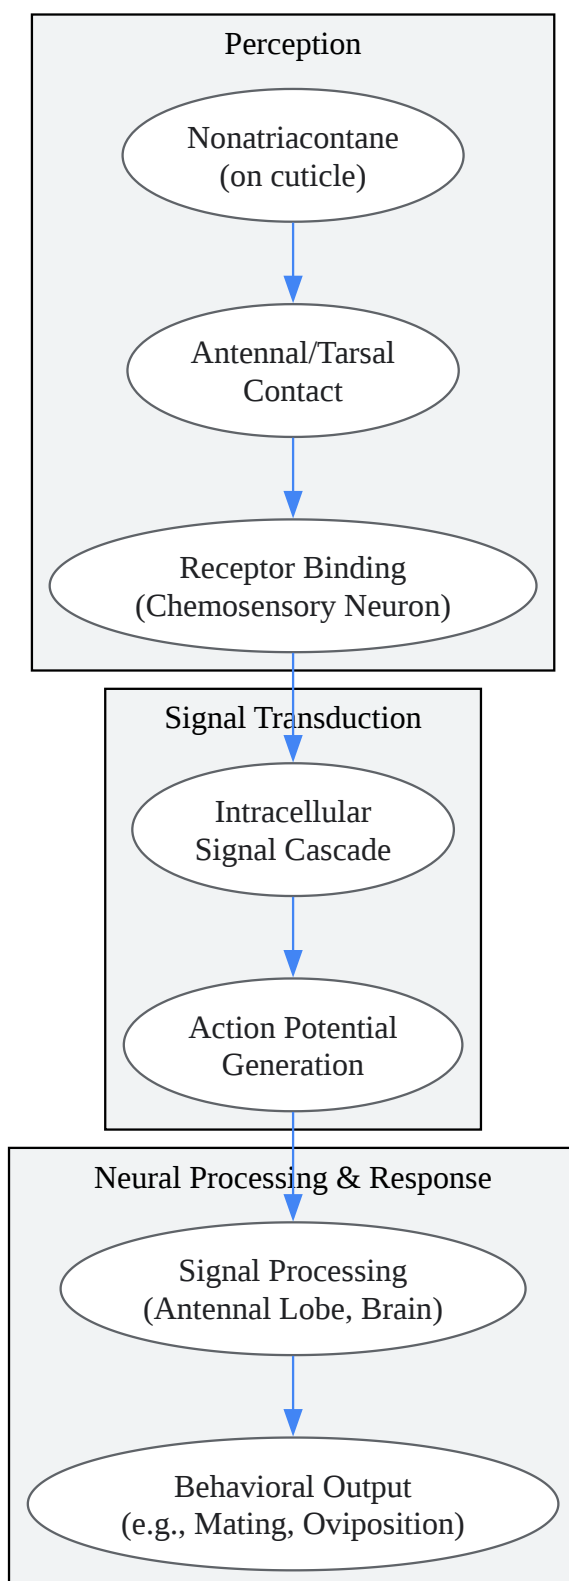 Perception
Nonatriacontane
(on cuticle)
Antennal/Tarsal
Contact
Receptor Binding
(Chemosensory Neuron)
Signal Transduction
Intracellular
Signal Cascade
Action Potential
Generation
Neural Processing & Response
Signal Processing
(Antennal Lobe, Brain)
Behavioral Output
(e.g., Mating, Oviposition)